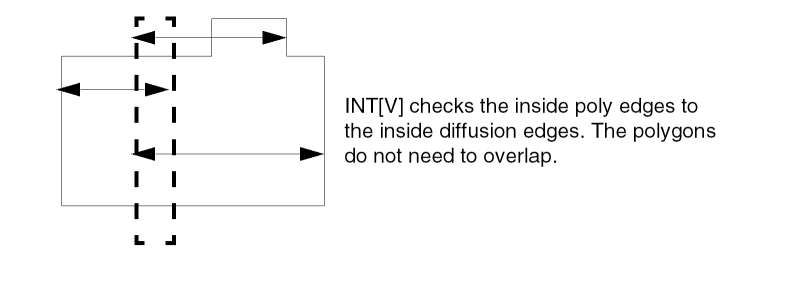 INT[V] checks the inside poly edges to
the inside diffusion edges. The polygons
do not need to overlap.